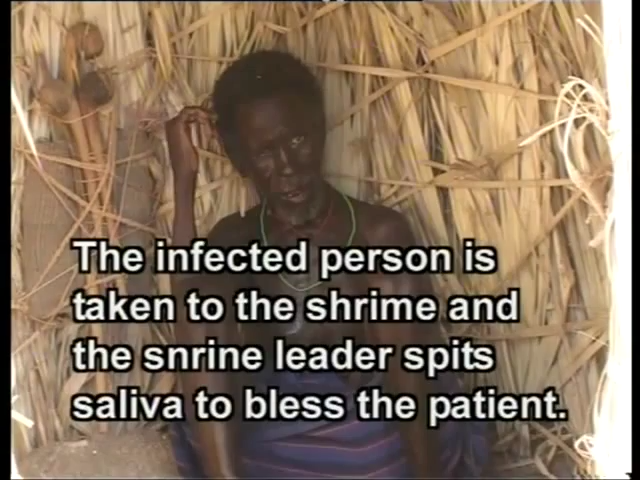 The infected person is
taken to the shrime and
the snrine leader spits
saliva to bless the patient.